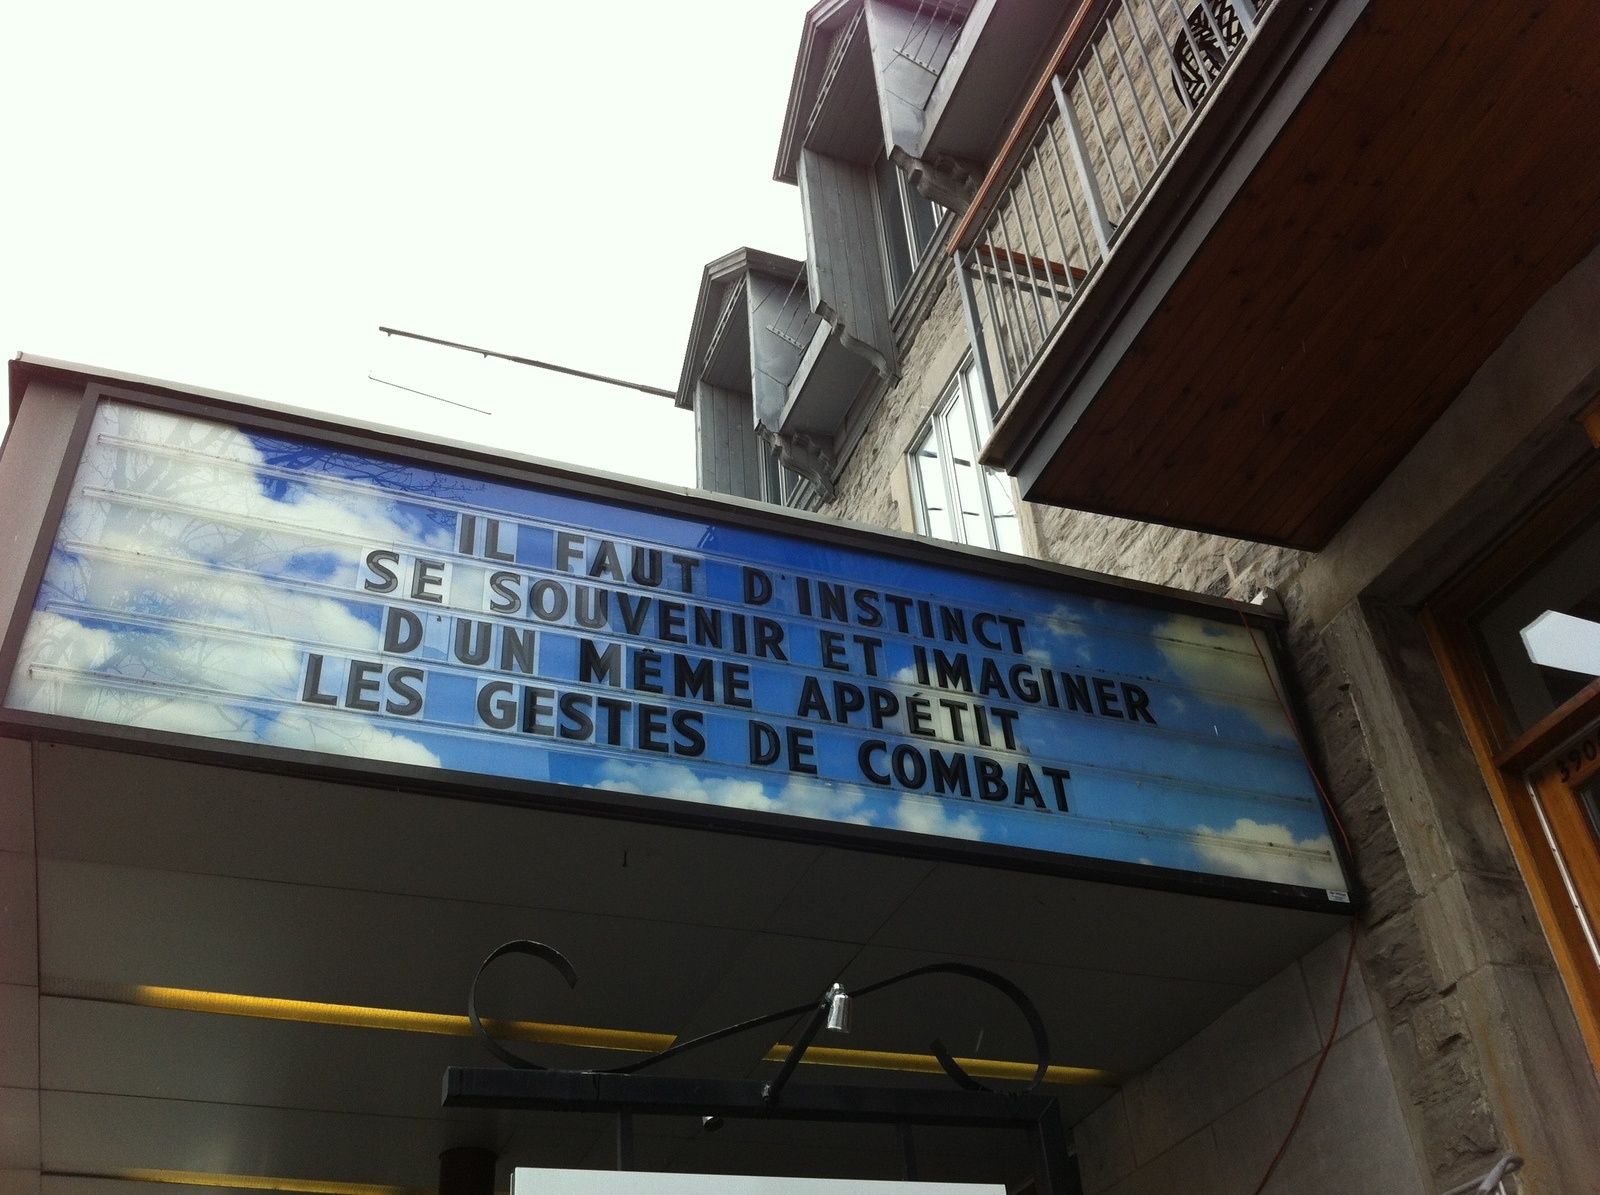 IL FAUT D'INSTINCT
SE SOUVENIR ET IMAGINER
D'UN MÊME APPÉTIT
LES GESTES DE COMBAT